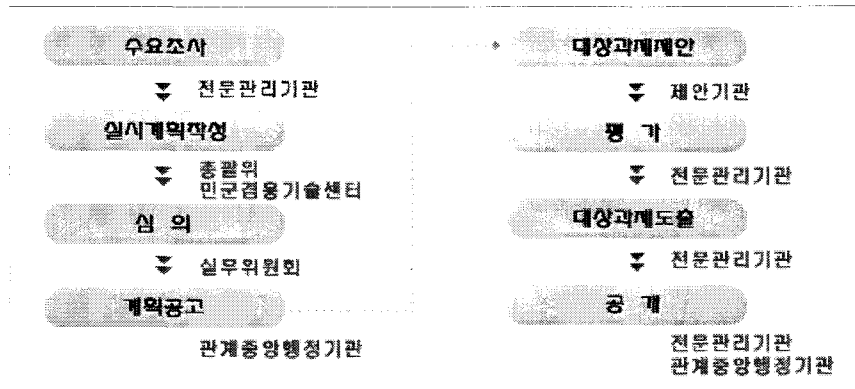 수요조사
전문관리기관
실시계획작성
총괄위
민군겸용기술센터
심 의
실무위원회
계획공고
관계중앙행정기관
대상과제제안
제안기관
평 가
전문관리기관
대상과제도출
전문관리기관
공 개
전문관리기관
관계중앙행정기관